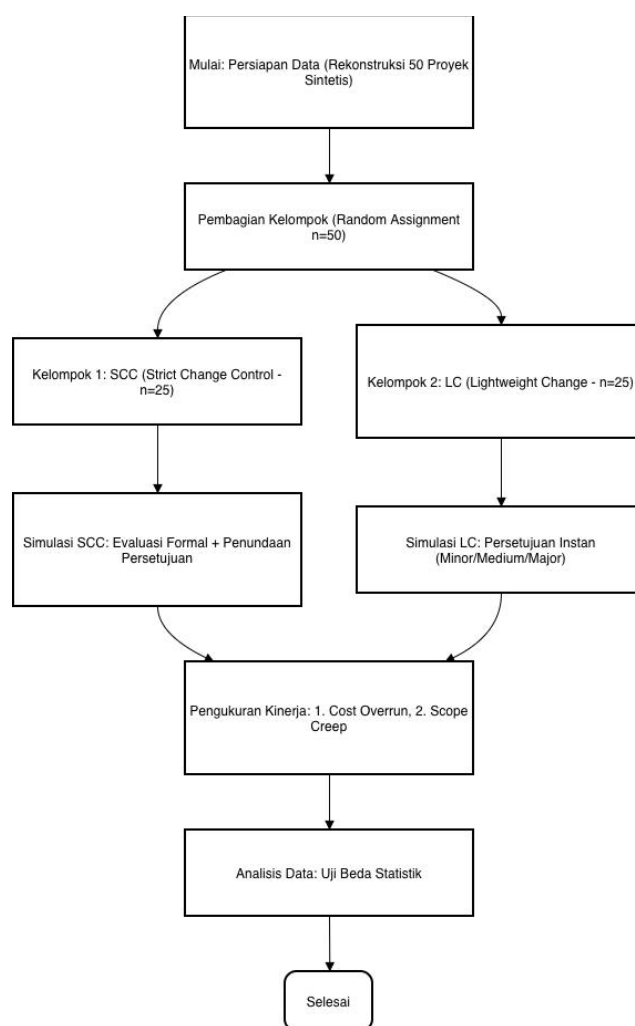 Mulai: Persiapan Data (Rekonstruksi 50 Proyek
Sintetis)
Pembagian Kelompok (Random Assignment
n=50)
Kelompok 1: SCC (Strict Change Control -
n=25)
Kelompok 2: LC (Lightweight Change - n=25)
Simulasi SCC: Evaluasi Formal + Penundaan
Persetujuan
Simulasi LC: Persetujuan Instan
(Minor/Medium/Major)
Pengukuran Kinerja: 1. Cost Overrun, 2. Scope
Creep
Analisis Data: Uji Beda Statistik
Selesai